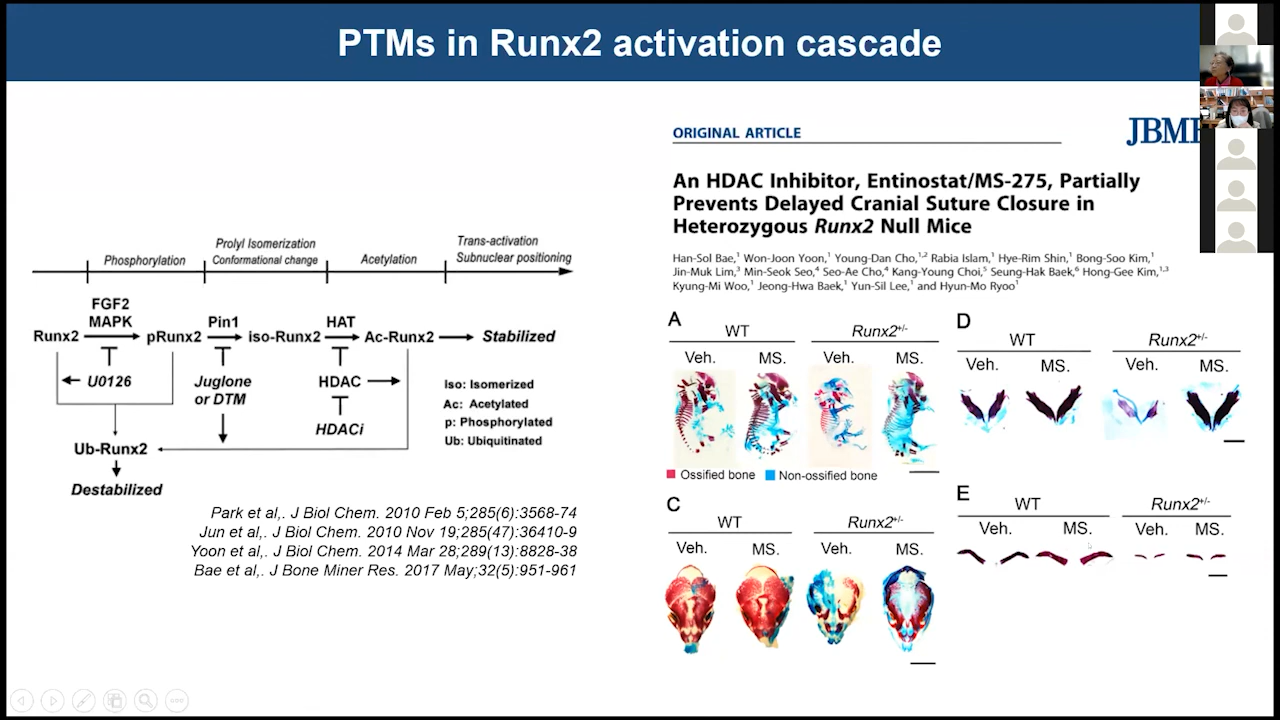 PTMs in Runx2 activation cascade
Phosphorylation
Prolyl Isomerization
Conformational change
Acetylation
Trans-activation
Subnuclear positioning
FGF2
MAPK
Pin1
HAT
Runx2
pRunx2
iso-Runx2
Ac-Runx2
Stabilized
U0126
Juglone
or DTM
HDAC
HDACi
Iso: Isomerized
Ac: Acetylated
p: Phosphorylated
Ub: Ubiquitinated
Ub-Runx2
Destabilized
Park et al,. J Biol Chem. 2010 Feb 5;285(6):3568-74
Jun et al,. J Biol Chem. 2010 Nov 19;285(47):36410-9
Yoon et al,. J Biol Chem. 2014 Mar 28;289(13):8828-38
Bae et al,. J Bone Miner Res. 2017 May;32(5):951-961
ORIGINAL ARTICLE
JBM
An HDAC Inhibitor, Entinostat/MS-275, Partially
Prevents Delayed Cranial Suture Closure in
Heterozygous Runx2 Null Mice
Han-Sol Bae,1 Won-Joon Yoon,1 Young-Dan Cho,1,2 Rabia Islam,1 Hye-Rim Shin,1 Bong-Soo Kim,1
Jin-Muk Lim,3 Min-Seok Seo,4 Seo-Ae Cho,4 Kang-Young Choi,5 Seung-Hak Baek,6 Hong-Gee Kim,1,3
Kyung-Mi Woo,1 Jeong-Hwa Baek,1 Yun-Sil Lee,1 and Hyun-Mo Ryoo1
A
WT
Runx2+/-
Veh.
MS.
Veh.
MS.
Ossified bone
Non-ossified bone
C
WT
Runx2+/-
Veh.
MS.
Veh.
MS.
D
WT
Runx2+/-
Veh.
MS.
Veh.
MS.
E
WT
Runx2+/-
Veh.
MS.
Veh.
MS.